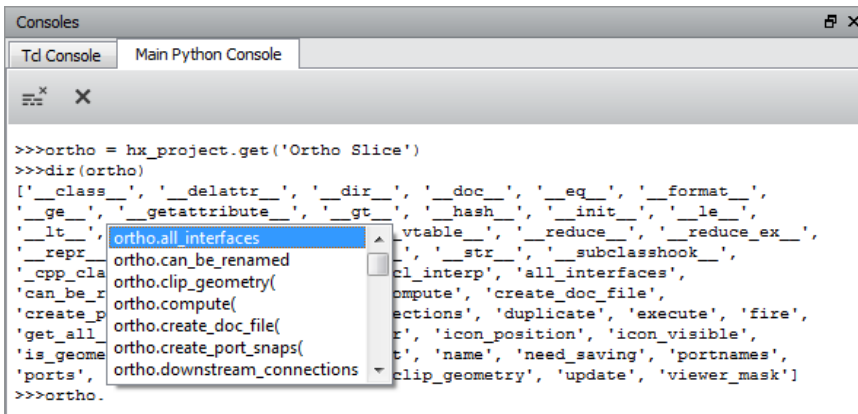 Consoles
Tcl Console Main Python Console
>>>ortho = hx_project.get('Ortho Slice')
>>>dir(ortho)
['__class__', '__delattr__', '__dir__', '__doc__', '__eq__', '__format__',
'__ge__', '__getattribute__', '__gt__', '__hash__', '__init__', '__le__',
'__lt__', _vtable__', '__reduce__', '__reduce_ex__',
'__repr__ ', '__str__', '__subclasshook__',
'_cpp_cla cl_interp', 'all_interfaces',
'can_be_r ompute', 'create_doc_file',
'create_p ections', 'duplicate', 'execute', 'fire',
'get_all_ r', 'icon_position', 'icon_visible',
'is_geome t', 'name', 'need_saving', 'portnames',
'ports', clip_geometry', 'update', 'viewer_mask']
>>>ortho.
ortho.all_interfaces
ortho.can_be_renamed
ortho.clip_geometry(
ortho.compute(
ortho.create_doc_file(
ortho.create_port_snaps(
ortho.downstream_connections